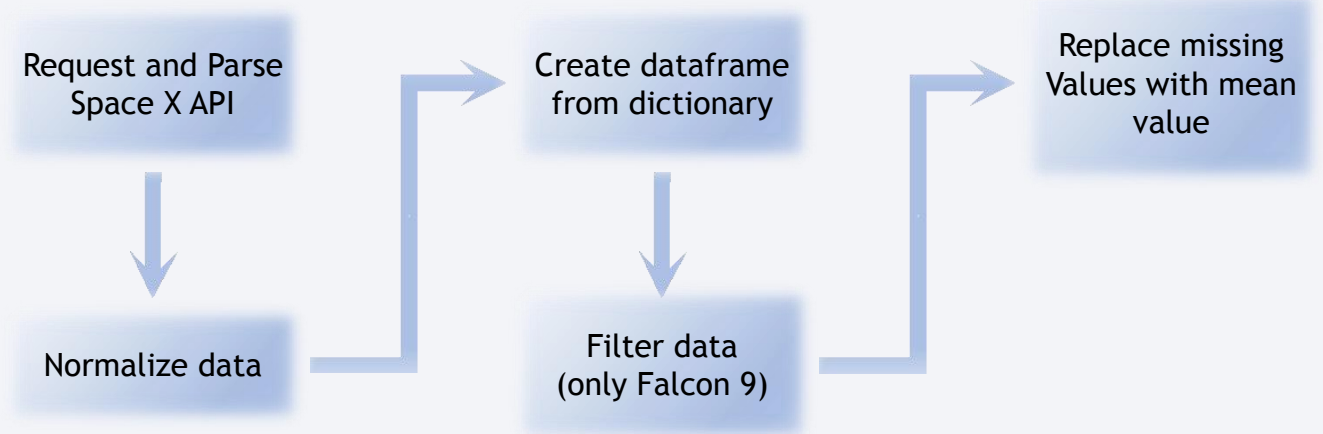 Request and Parse
Space X API
Normalize data
Create dataframe
from dictionary
Filter data
(only Falcon 9)
Replace missing
Values with mean
value